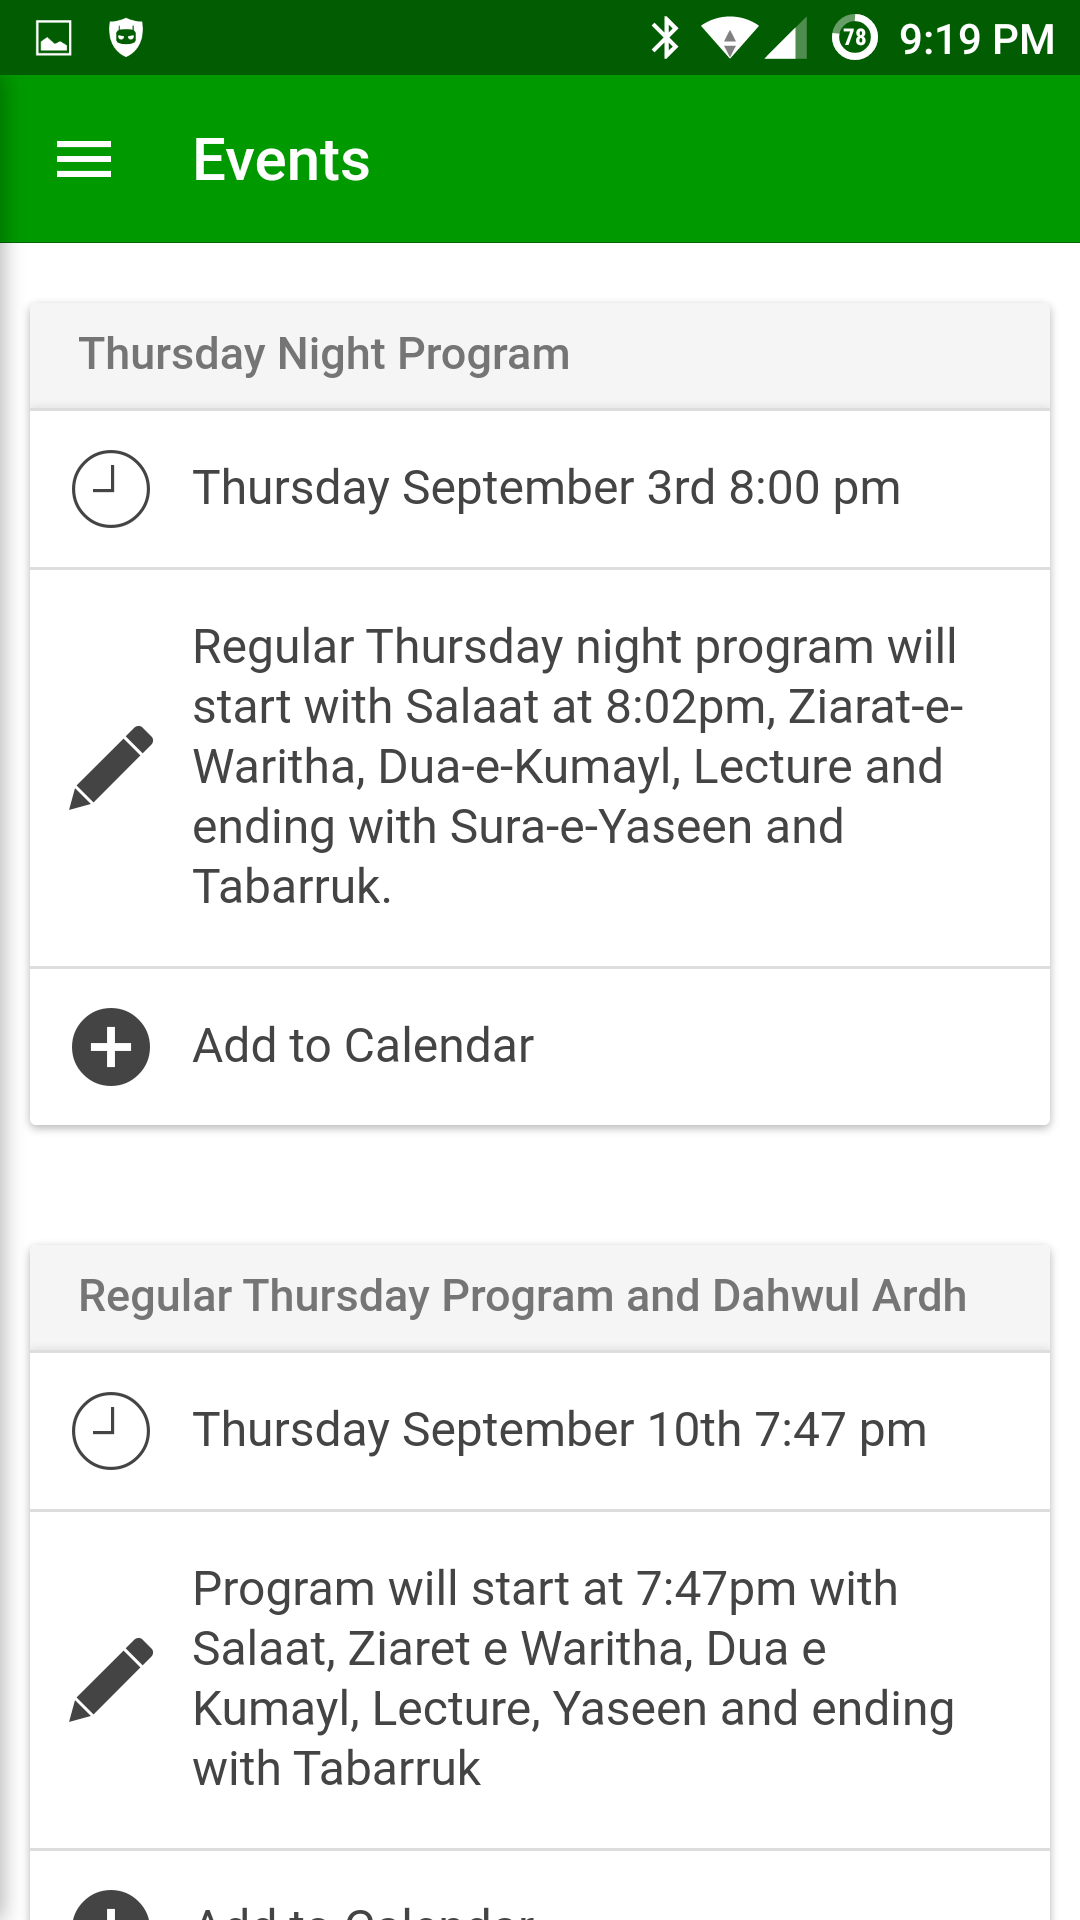 78 9:19 PM
Events
Thursday Night Program
Thursday September 3rd 8:00 pm
Regular Thursday night program will
start with Salaat at 8:02pm, Ziarat-e-
Waritha, Dua-e-Kumayl, Lecture and
ending with Sura-e-Yaseen and
Tabarruk.
Add to Calendar
Regular Thursday Program and Dahwul Ardh
Thursday September 10th 7:47 pm
Program will start at 7:47pm with
Salaat, Ziaret e Waritha, Dua e
Kumayl, Lecture, Yaseen and ending
with Tabarruk
Add to Calendar